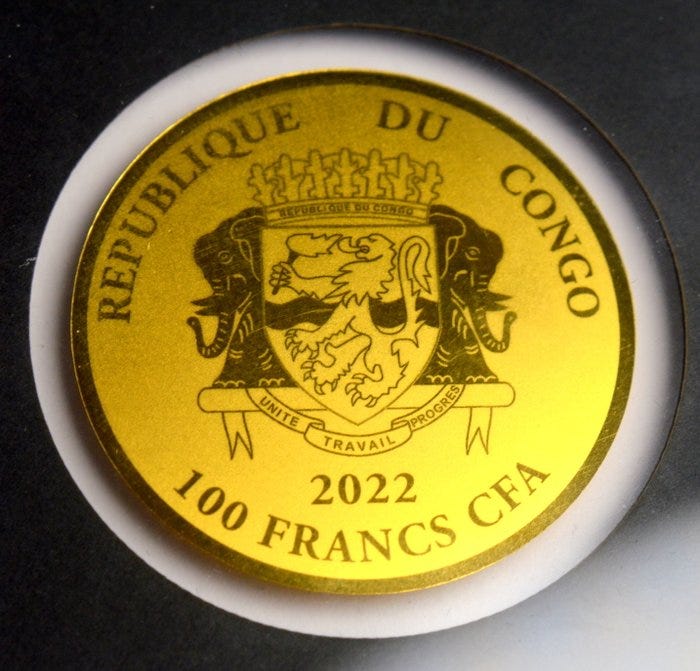 REPUBLIQUE DU CONGO
REPUBLIQUE DU CONGO
UNITE TRAVAIL PROGRES
2022
100 FRANCS CFA